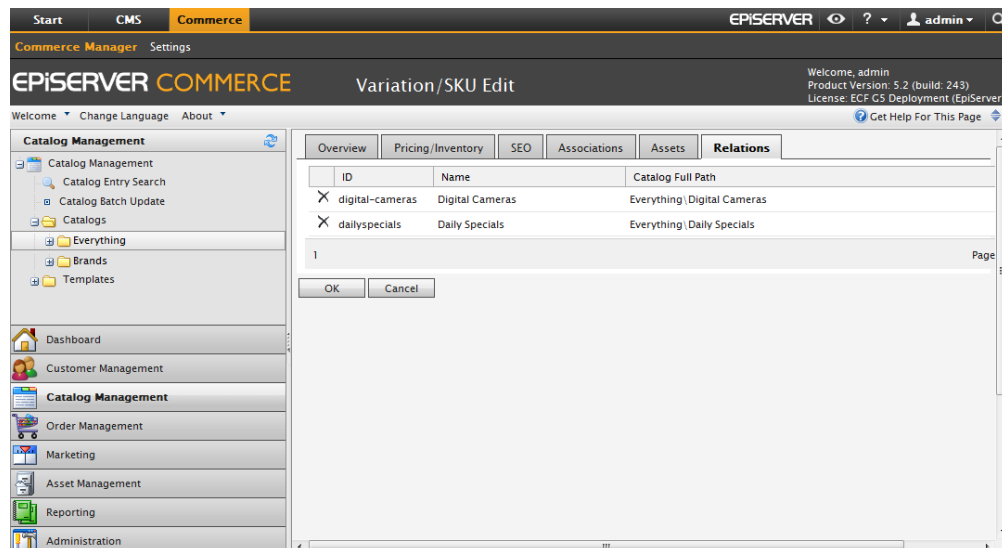 Start CMS Commerce EPiSERVER ? admin
Commerce Manager Settings
EPiSERVER COMMERCE Variation/SKU Edit
Welcome, admin
Product Version: 5.2 (build: 243)
License: ECF G5 Deployment (EpiServer
Welcome Change Language About Get Help For This Page
Catalog Management
Catalog Management
Catalog Entry Search
Catalog Batch Update
Catalogs
Everything
Brands
Templates
Dashboard
Customer Management
Catalog Management
Order Management
Marketing
Asset Management
Reporting
Administration
Overview Pricing/Inventory SEO Associations Assets Relations
ID Name Catalog Full Path
digital-cameras Digital Cameras Everything\Digital Cameras
dailyspecials Daily Specials Everything\Daily Specials
1 Page
OK Cancel